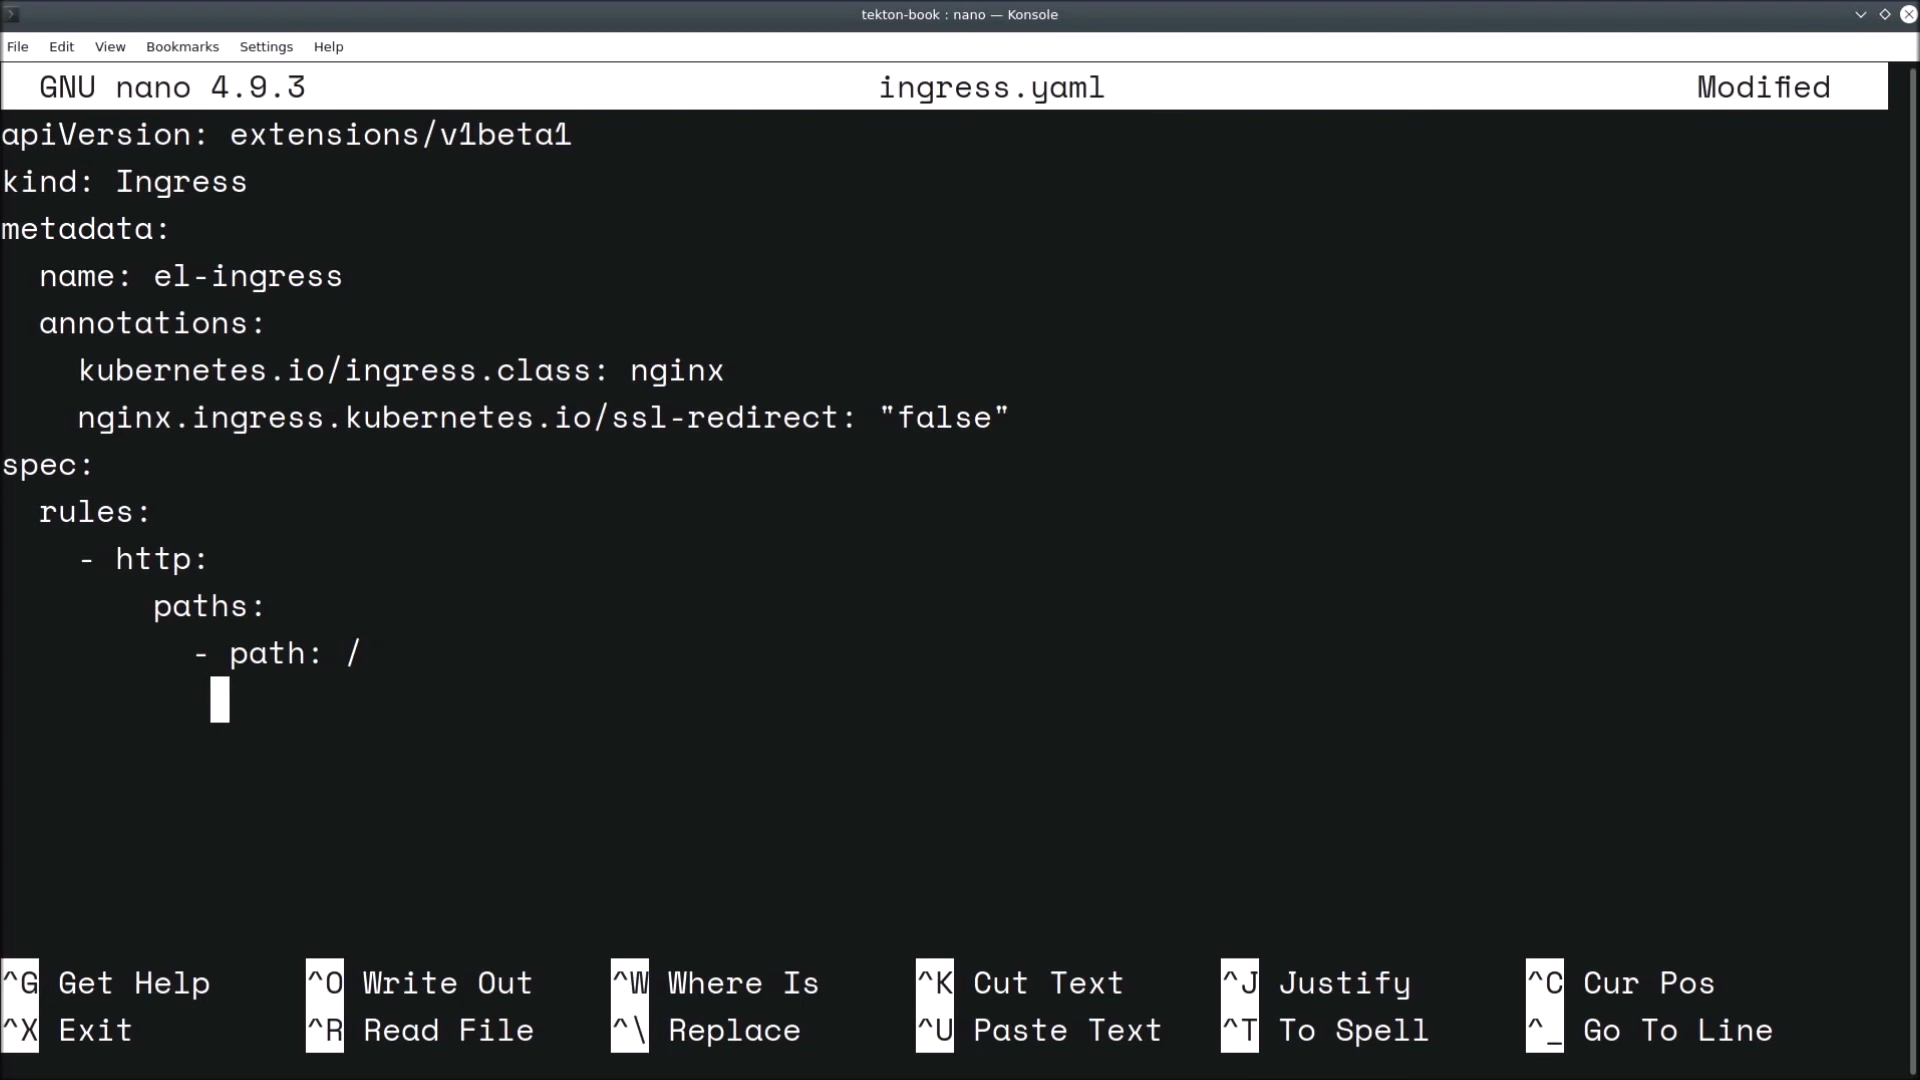 tekton-book : nano — Konsole
File Edit View Bookmarks Settings Help
GNU nano 4.9.3 ingress.yaml Modified
apiVersion: extensions/v1beta1
kind: Ingress
metadata:
  name: el-ingress
  annotations:
    kubernetes.io/ingress.class: nginx
    nginx.ingress.kubernetes.io/ssl-redirect: "false"
spec:
  rules:
    - http:
        paths:
          - path: /
^G Get Help ^O Write Out ^W Where Is ^K Cut Text ^J Justify ^C Cur Pos
^X Exit ^R Read File ^\ Replace ^U Paste Text ^T To Spell ^_ Go To Line